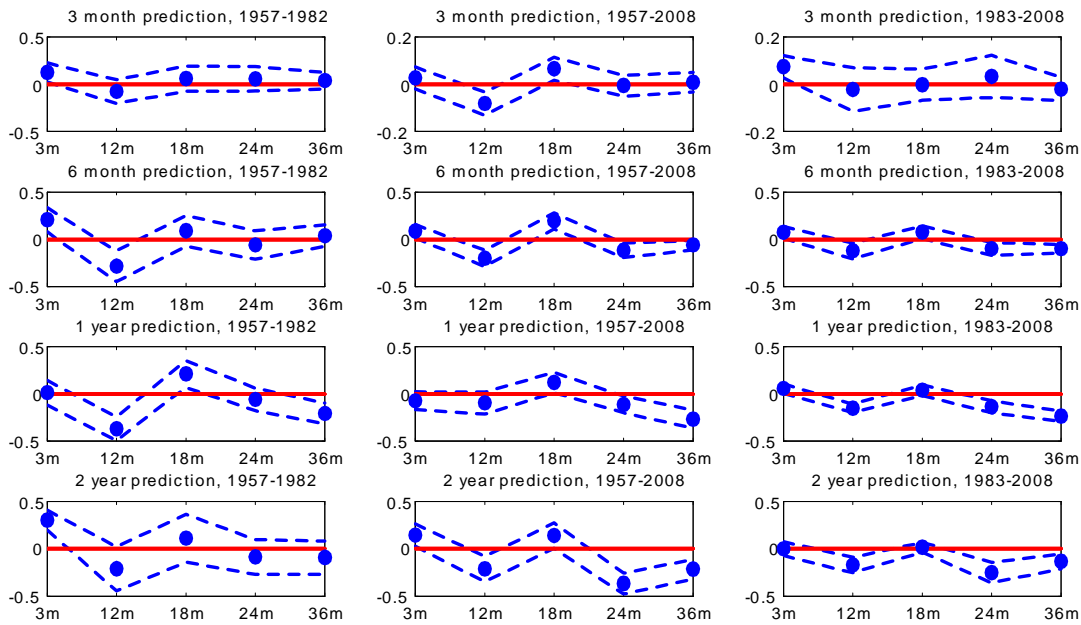 3 month prediction, 1957-1982
3 month prediction, 1957-2008
3 month prediction, 1983-2008
0.5
0
-0.5
3m 12m 18m 24m 36m
0.2
0
-0.2
3m 12m 18m 24m 36m
0.2
0
-0.2
3m 12m 18m 24m 36m
6 month prediction, 1957-1982
6 month prediction, 1957-2008
6 month prediction, 1983-2008
0.5
0
-0.5
3m 12m 18m 24m 36m
0.5
0
-0.5
3m 12m 18m 24m 36m
0.5
0
-0.5
3m 12m 18m 24m 36m
1 year prediction, 1957-1982
1 year prediction, 1957-2008
1 year prediction, 1983-2008
0.5
0
-0.5
3m 12m 18m 24m 36m
0.5
0
-0.5
3m 12m 18m 24m 36m
0.5
0
-0.5
3m 12m 18m 24m 36m
2 year prediction, 1957-1982
2 year prediction, 1957-2008
2 year prediction, 1983-2008
0.5
0
-0.5
3m 12m 18m 24m 36m
0.5
0
-0.5
3m 12m 18m 24m 36m
0.5
0
-0.5
3m 12m 18m 24m 36m